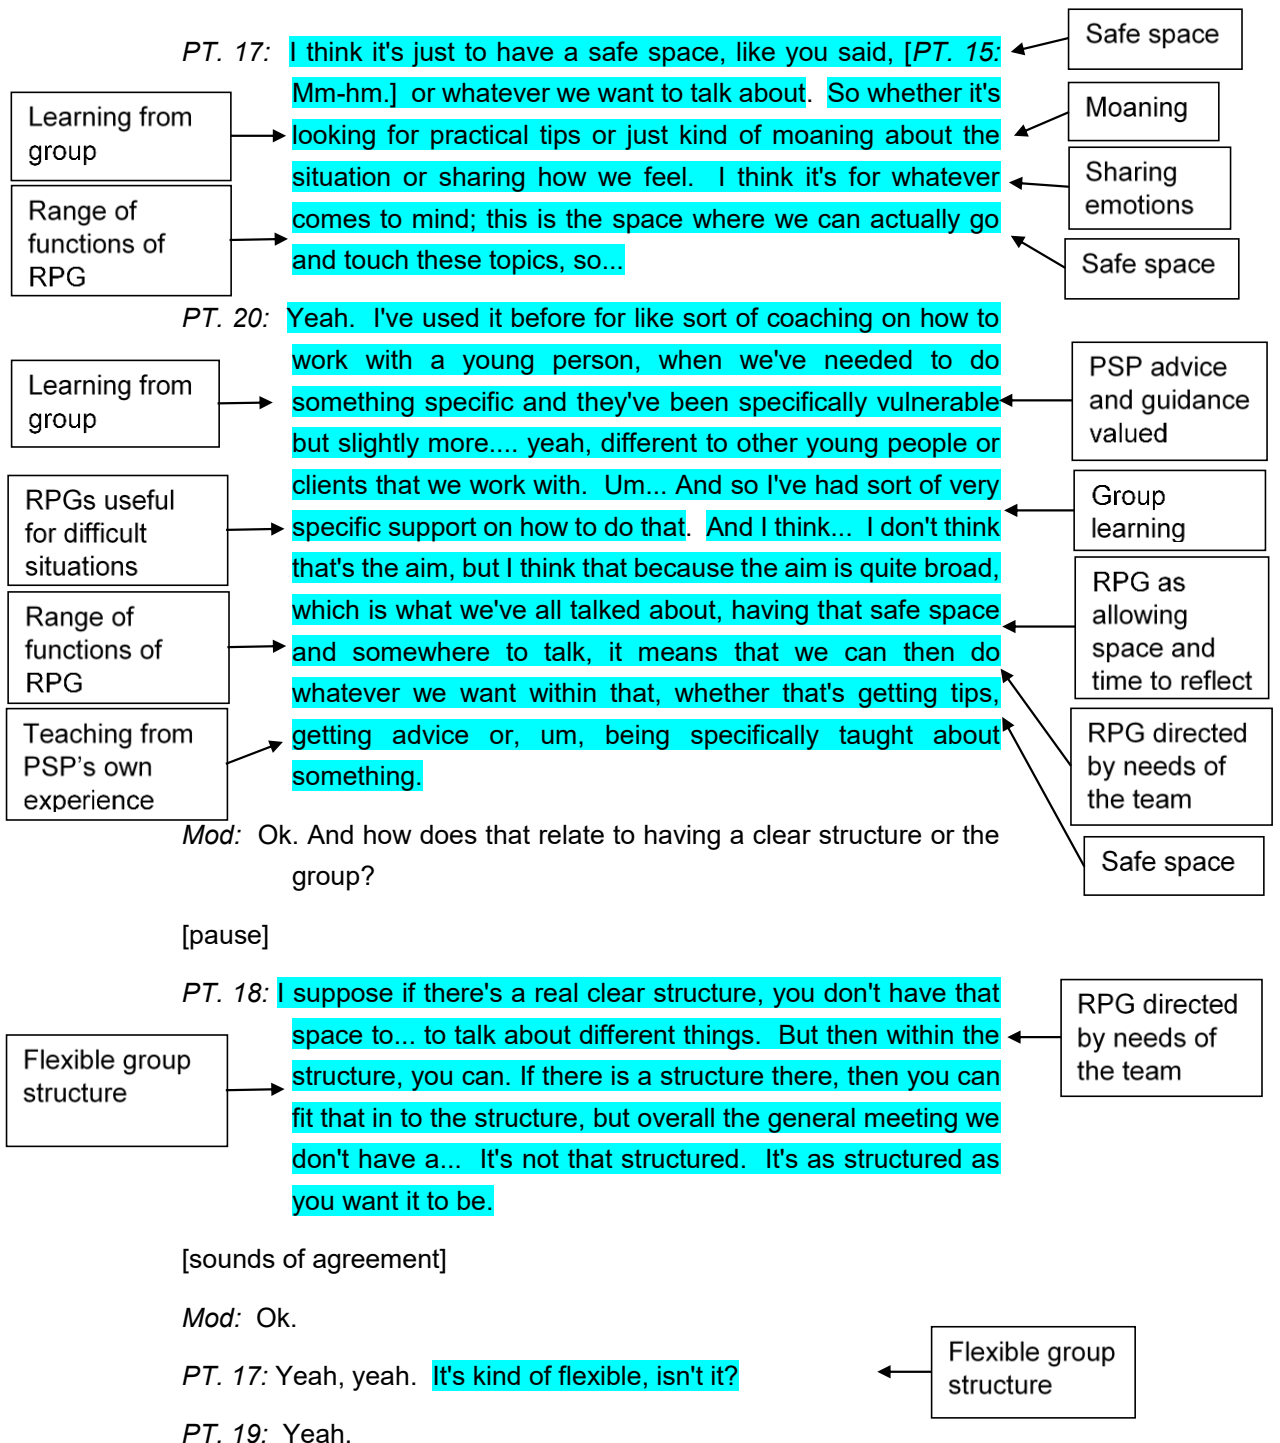 PT. 17: I think it's just to have a safe space, like you said, [PT. 15:
Safe space
Mm-hm.] or whatever we want to talk about. So whether it's
Learning from
group
Moaning
looking for practical tips or just kind of moaning about the
situation or sharing how we feel. I think it's for whatever
Sharing
emotions
Range of
functions of
RPG
comes to mind; this is the space where we can actually go
and touch these topics, so...
Safe space
PT. 20: Yeah. I've used it before for like sort of coaching on how to
work with a young person, when we've needed to do
Learning from
group
something specific and they've been specifically vulnerable
PSP advice
and guidance
valued
but slightly more.... yeah, different to other young people or
clients that we work with. Um... And so I've had sort of very
RPGs useful
for difficult
situations
Group
learning
specific support on how to do that. And I think... I don't think
that's the aim, but I think that because the aim is quite broad,
which is what we've all talked about, having that safe space
Range of
functions of
RPG
RPG as
allowing
space and
time to reflect
and somewhere to talk, it means that we can then do
whatever we want within that, whether that's getting tips,
getting advice or, um, being specifically taught about
something.
Teaching from
PSP's own
experience
RPG directed
by needs of
the team
Mod: Ok. And how does that relate to having a clear structure or the
group?
Safe space
[pause]
PT. 18: I suppose if there's a real clear structure, you don't have that
space to... to talk about different things. But then within the
RPG directed
by needs of
the team
Flexible group
structure
structure, you can. If there is a structure there, then you can
fit that in to the structure, but overall the general meeting we
don't have a... It's not that structured. It's as structured as
you want it to be.
[sounds of agreement]
Mod: Ok.
PT. 17: Yeah, yeah. It's kind of flexible, isn't it?
Flexible group
structure
PT. 19: Yeah.